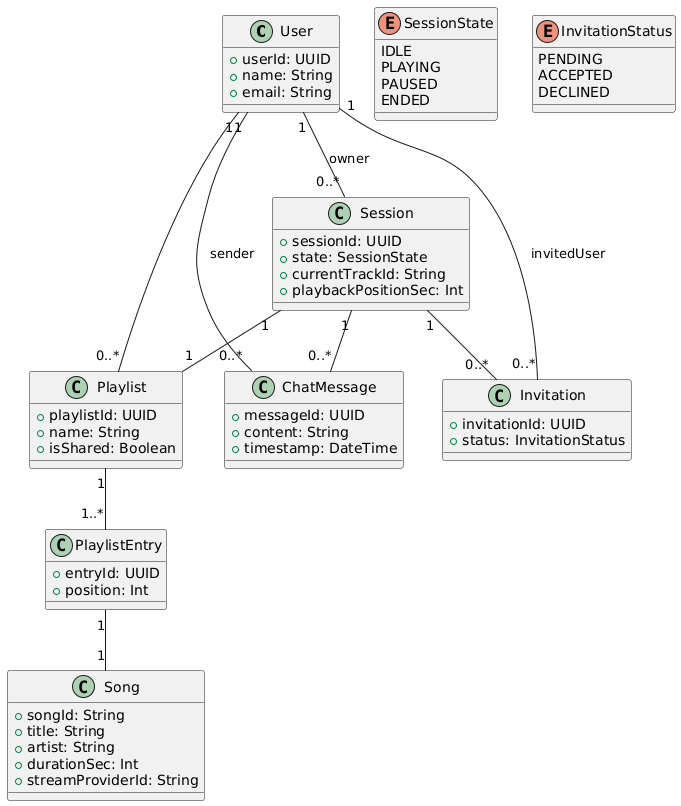 C User
userId: UUID
name: String
email: String
E SessionState
IDLE
PLAYING
PAUSED
ENDED
E InvitationStatus
PENDING
ACCEPTED
DECLINED
1
1
1
1
owner
0..*
sender
invitedUser
C Session
sessionId: UUID
state: SessionState
currentTrackId: String
playbackPositionSec: Int
1
1
1
0..*
1
0..*
0..*
0..*
0..*
C Playlist
playlistId: UUID
name: String
isShared: Boolean
C ChatMessage
messageId: UUID
content: String
timestamp: DateTime
C Invitation
invitationId: UUID
status: InvitationStatus
1
1..*
C PlaylistEntry
entryId: UUID
position: Int
1
1
C Song
songId: String
title: String
artist: String
durationSec: Int
streamProviderId: String